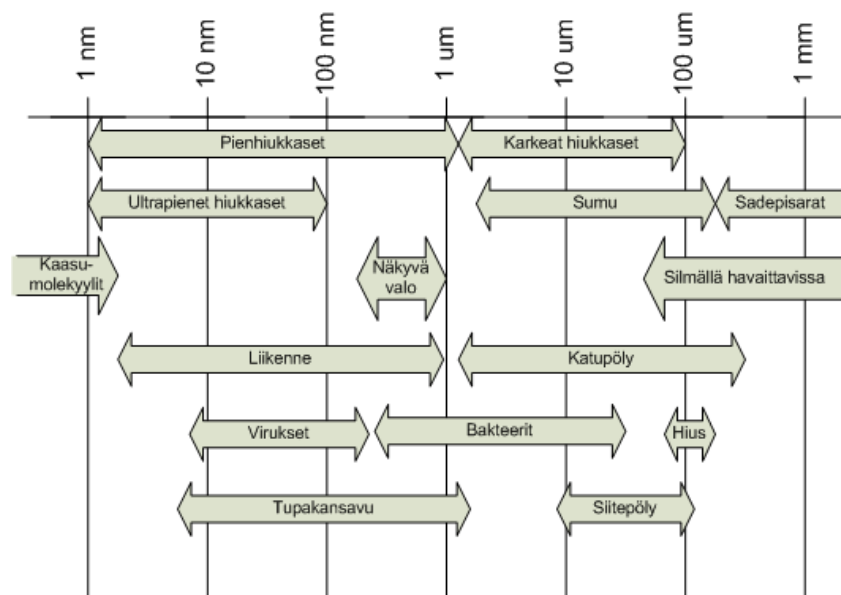 1 nm
10 nm
100 nm
1 um
10 um
100 um
1 mm
Pienhiukkaset
Karkeat hiukkaset
Ultrapienet hiukkaset
Sumu
Sadepisarat
Kaasu-
molekyylit
Näkyvä
valo
Silmällä havaittavissa
Liikenne
Katupöly
Virukset
Bakteerit
Hius
Tupakansavu
Siitepöly